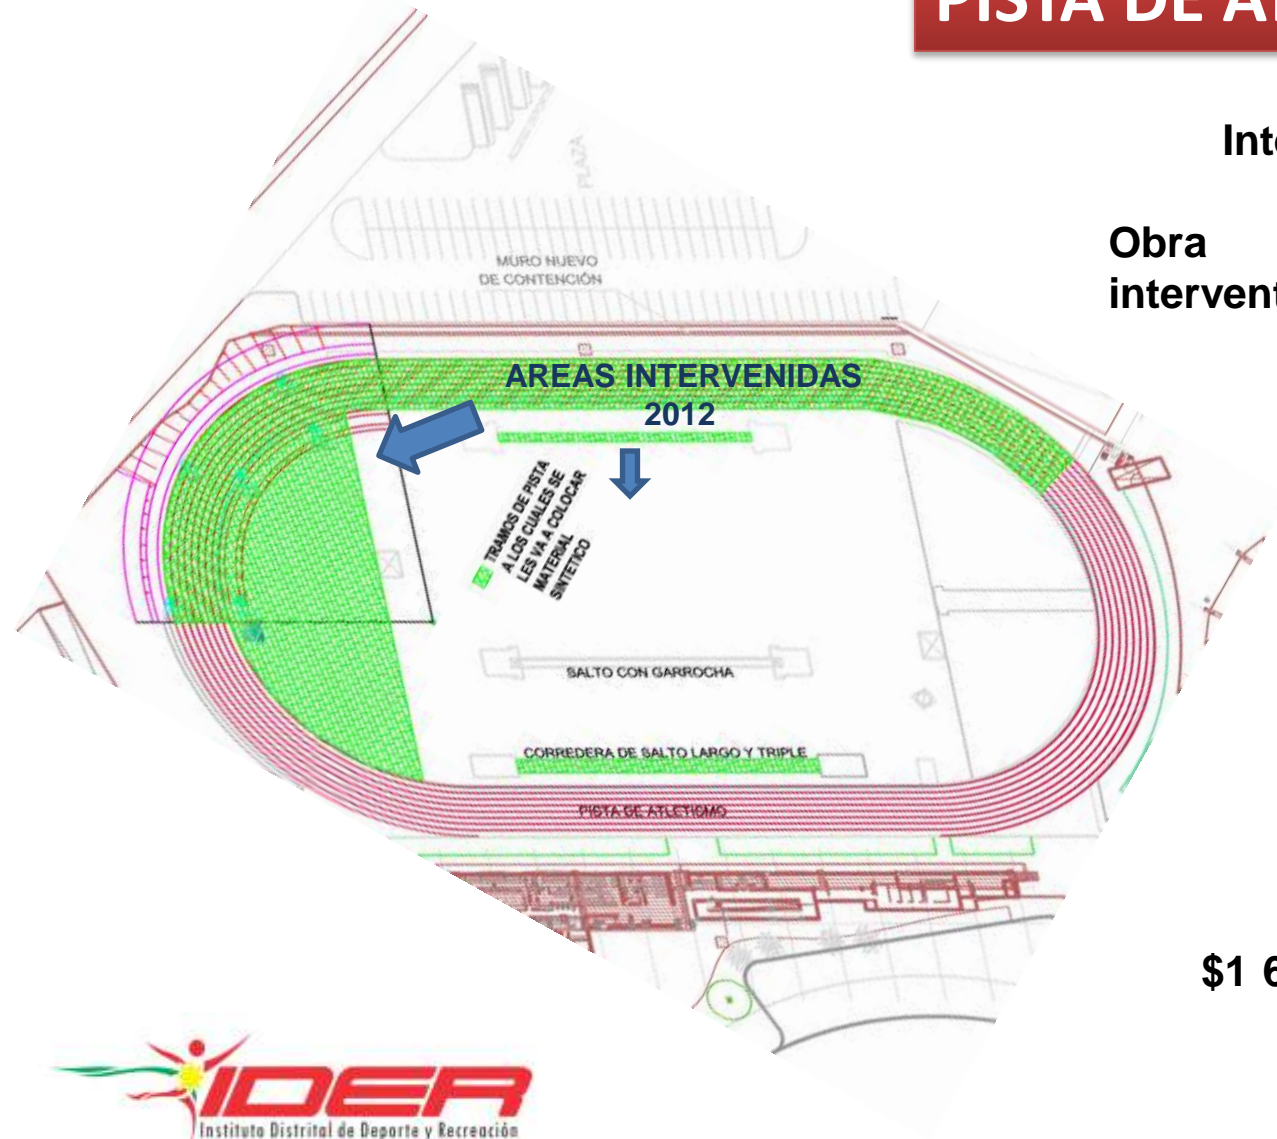 PISTA DE A
Inte
Obra
intervent
PLAZA
MURO NUEVO
DE CONTENCIÓN
AREAS INTERVENIDAS
2012
TRAMOS DE PISTA
A LOS CUALES SE
LES VA A COLOCAR
MATERIAL
SINTETICO
SALTO CON GARROCHA
CORREDERA DE SALTO LARGO Y TRIPLE
PISTA DE ATLETISMO
$1 6
IDER
Instituto Distrital de Deporte y Recreación